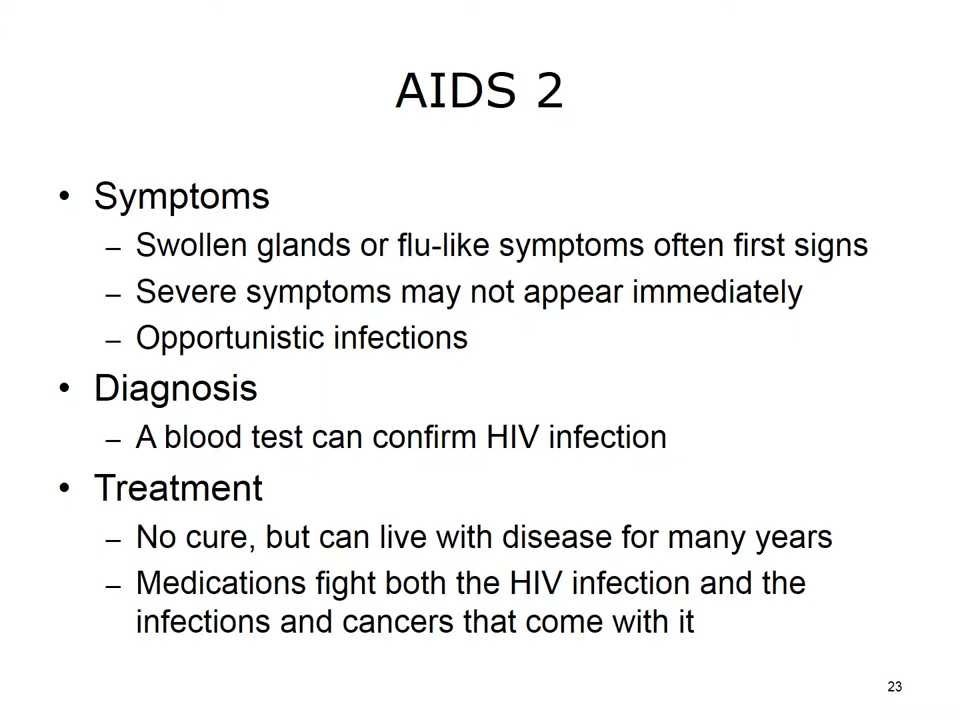 AIDS 2
• Symptoms
– Swollen glands or flu-like symptoms often first signs
– Severe symptoms may not appear immediately
– Opportunistic infections
• Diagnosis
– A blood test can confirm HIV infection
• Treatment
– No cure, but can live with disease for many years
– Medications fight both the HIV infection and the
infections and cancers that come with it
23